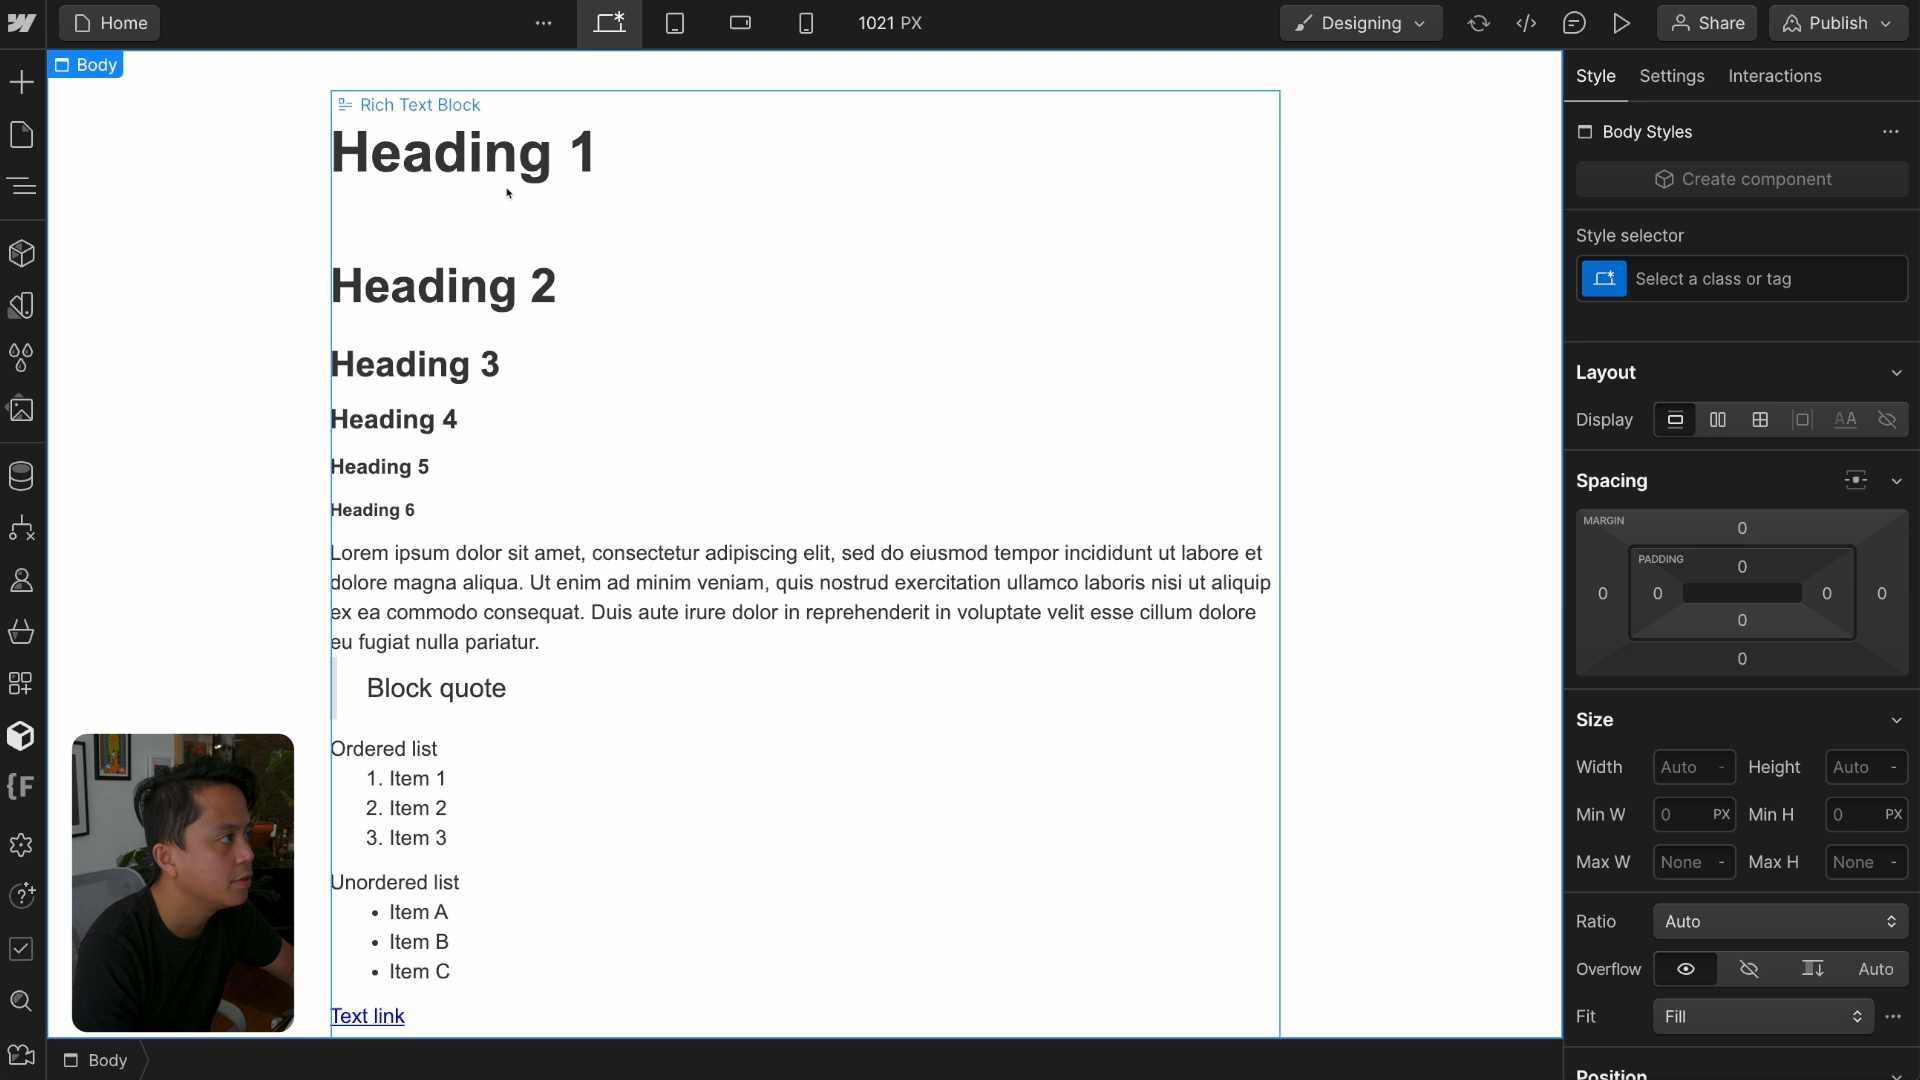 Home
1021 PX
Designing
Share
Publish
Body
Style
Settings
Interactions
Rich Text Block
Body Styles
Heading 1
Create component
Style selector
Select a class or tag
Heading 2
Heading 3
Layout
Heading 4
Display
AA
Heading 5
Spacing
Heading 6
MARGIN
0
PADDING
0
0
0
0
0
0
0
Lorem ipsum dolor sit amet, consectetur adipiscing elit, sed do eiusmod tempor incididunt ut labore et
dolore magna aliqua. Ut enim ad minim veniam, quis nostrud exercitation ullamco laboris nisi ut aliquip
ex ea commodo consequat. Duis aute irure dolor in reprehenderit in voluptate velit esse cillum dolore
eu fugiat nulla pariatur.
Block quote
Size
Ordered list
1. Item 1
2. Item 2
3. Item 3
Width
Auto -
Height
Auto -
Min W
0 PX
Min H
0 PX
Max W
None -
Max H
None -
Unordered list
• Item A
• Item B
• Item C
Ratio
Auto
Overflow
Auto
Text link
Fit
Fill
Body
Position